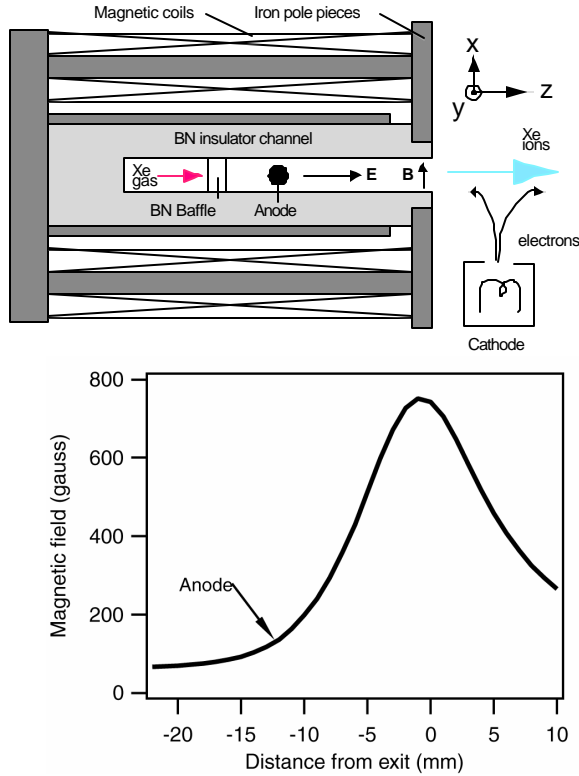 Magnetic coils
Iron pole pieces
x
y
z
BN insulator channel
Xe
gas
E
B
Xe
ions
BN Baffle
Anode
electrons
Cathode
800
600
400
200
0
Magnetic field (gauss)
Anode
-20
-15
-10
-5
0
5
10
Distance from exit (mm)